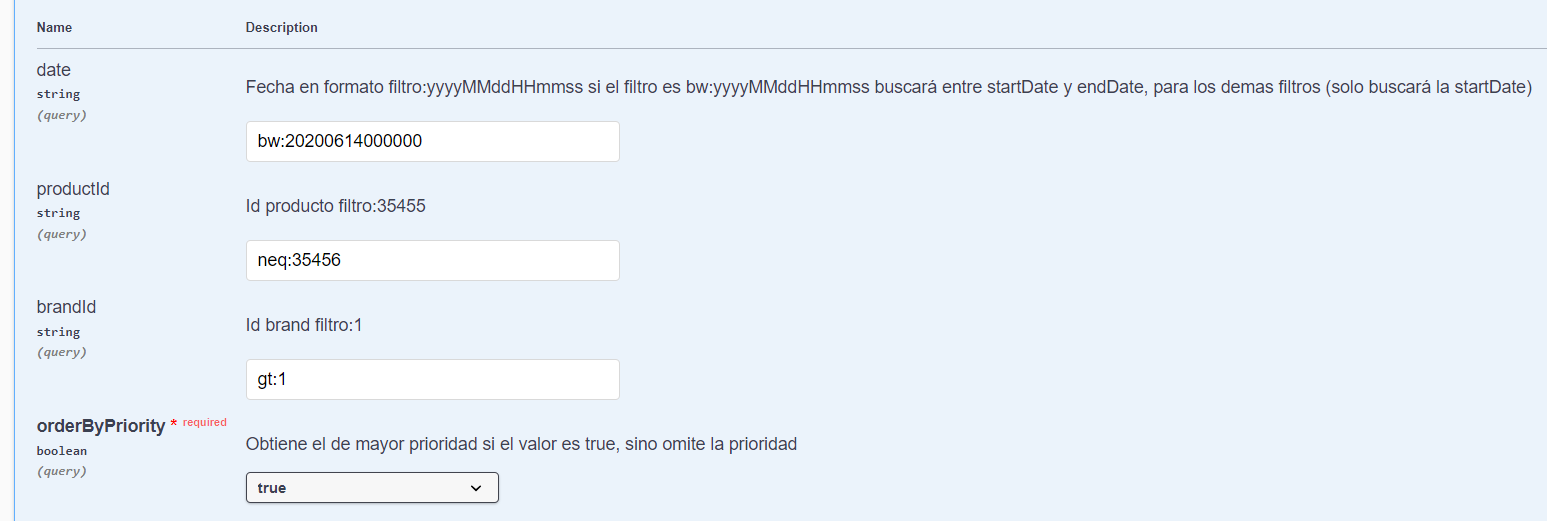 Name Description
date
string
(query)
Fecha en formato filtro:yyyyMMddHHmmss si el filtro es bw:yyyyMMddHHmmss buscará entre startDate y endDate, para los demas filtros (solo buscará la startDate)
bw:20200614000000
productId
string
(query)
Id producto filtro:35455
neq:35456
brandId
string
(query)
Id brand filtro:1
gt:1
orderByPriority * required
boolean
(query)
Obtiene el de mayor prioridad si el valor es true, sino omite la prioridad
true